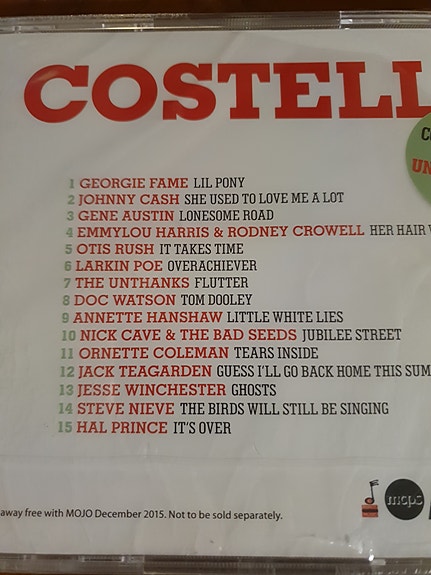 COSTELL
1 GEORGIE FAME LIL PONY
2 JOHNNY CASH SHE USED TO LOVE ME A LOT
3 GENE AUSTIN LONESOME ROAD
4 EMMYLOU HARRIS & RODNEY CROWELL HER HAIR
5 OTIS RUSH IT TAKES TIME
6 LARKIN POE OVERACHIEVER
7 THE UNTHANKS FLUTTER
8 DOC WATSON TOM DOOLEY
9 ANNETTE HANSHAW LITTLE WHITE LIES
10 NICK CAVE & THE BAD SEEDS JUBILEE STREET
11 ORNETTE COLEMAN TEARS INSIDE
12 JACK TEAGARDEN GUESS I'LL GO BACK HOME THIS SUM
13 JESSE WINCHESTER GHOSTS
14 STEVE NIEVE THE BIRDS WILL STILL BE SINGING
15 HAL PRINCE IT'S OVER
away free with MOJO December 2015. Not to be sold separately.
mcps